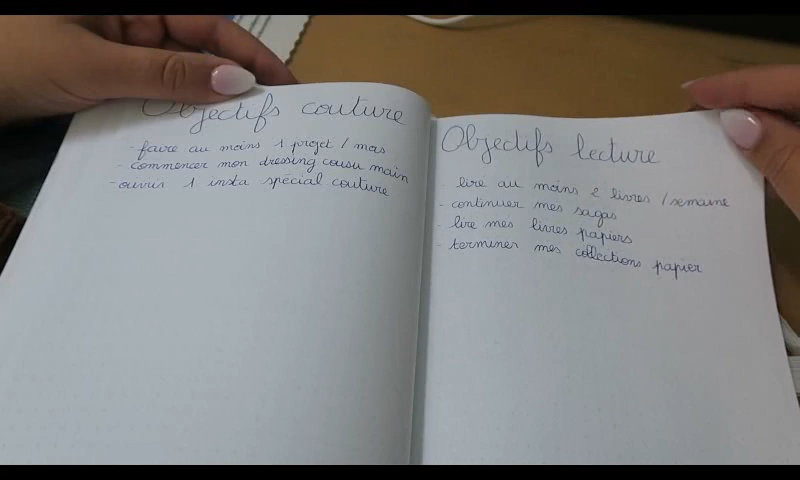 Objectifs couture
- faire au moins 1 projet / mois
- commencer mon dressing cousu main
- ouvrir 1 insta spécial couture
Objectifs lecture
- lire au moins 2 livres / semaine
- continuer mes sagas
- lire mes livres papiers
- terminer mes collections papier